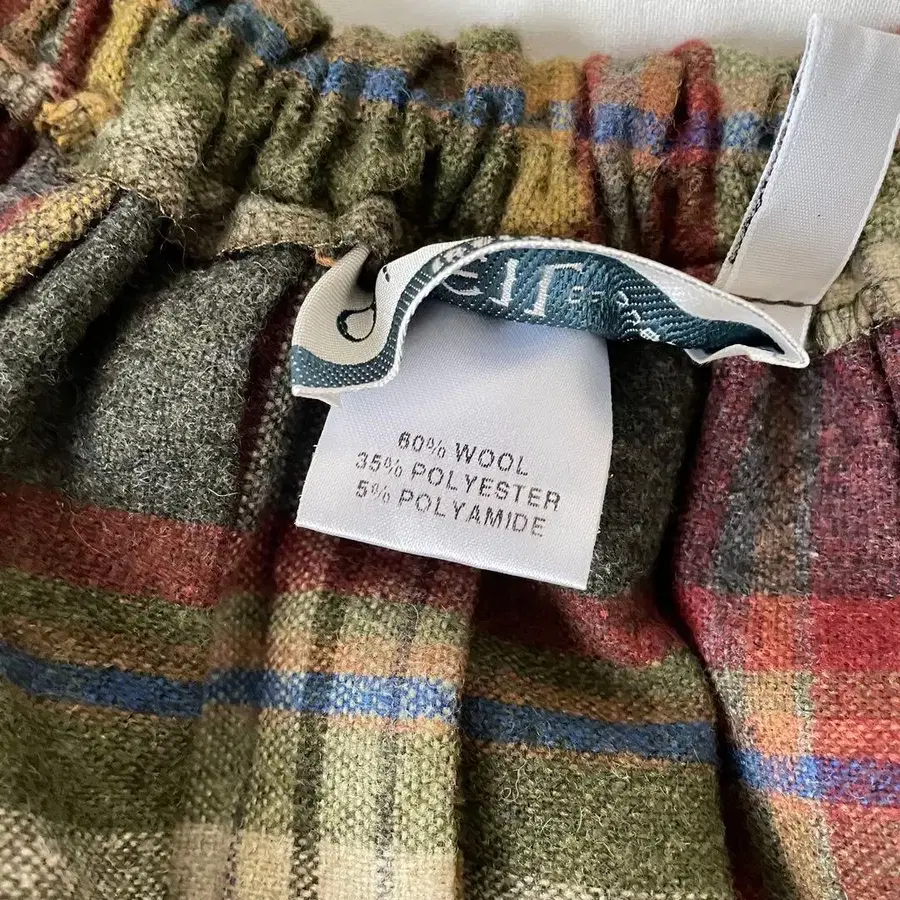 60% WOOL
35% POLYESTER
5% POLYAMIDE